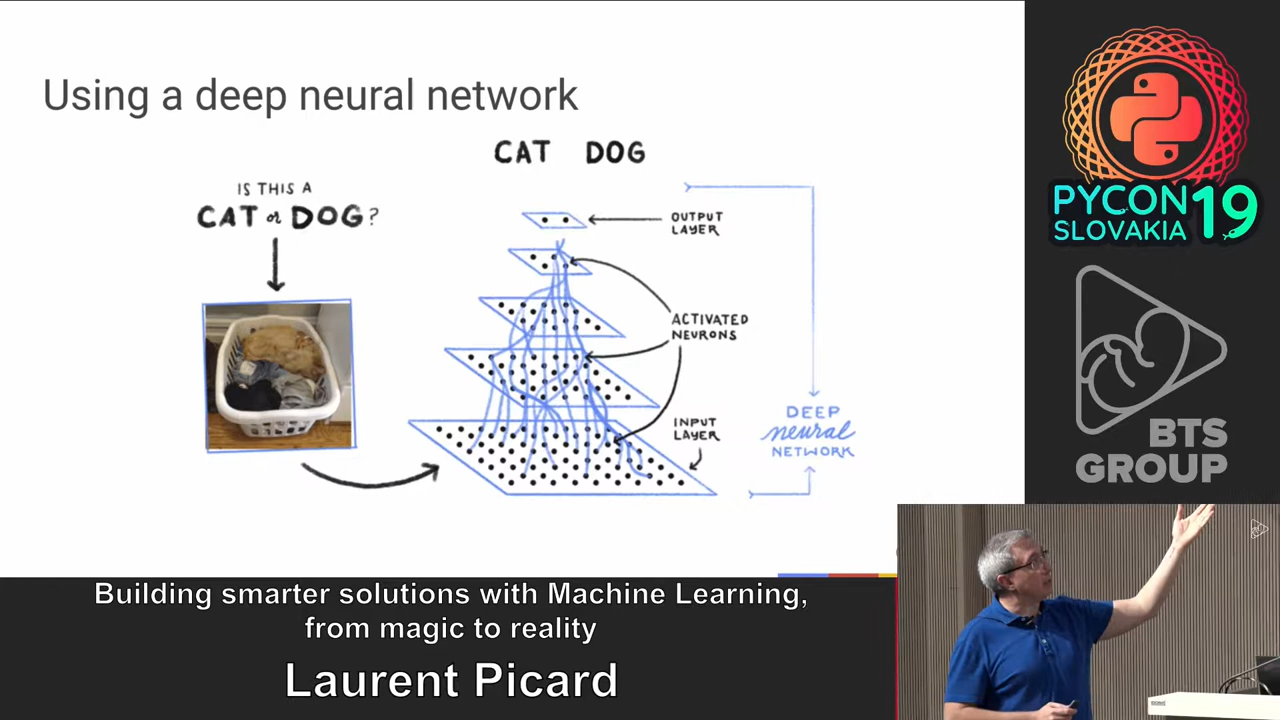 Using a deep neural network
CAT DOG
IS THIS A
CAT or DOG?
OUTPUT
LAYER
ACTIVATED
NEURONS
INPUT
LAYER
DEEP
neural
NETWORK
PYCON
SLOVAKIA
19
BTS
GROUP
Building smarter solutions with Machine Learning,
from magic to reality
Laurent Picard